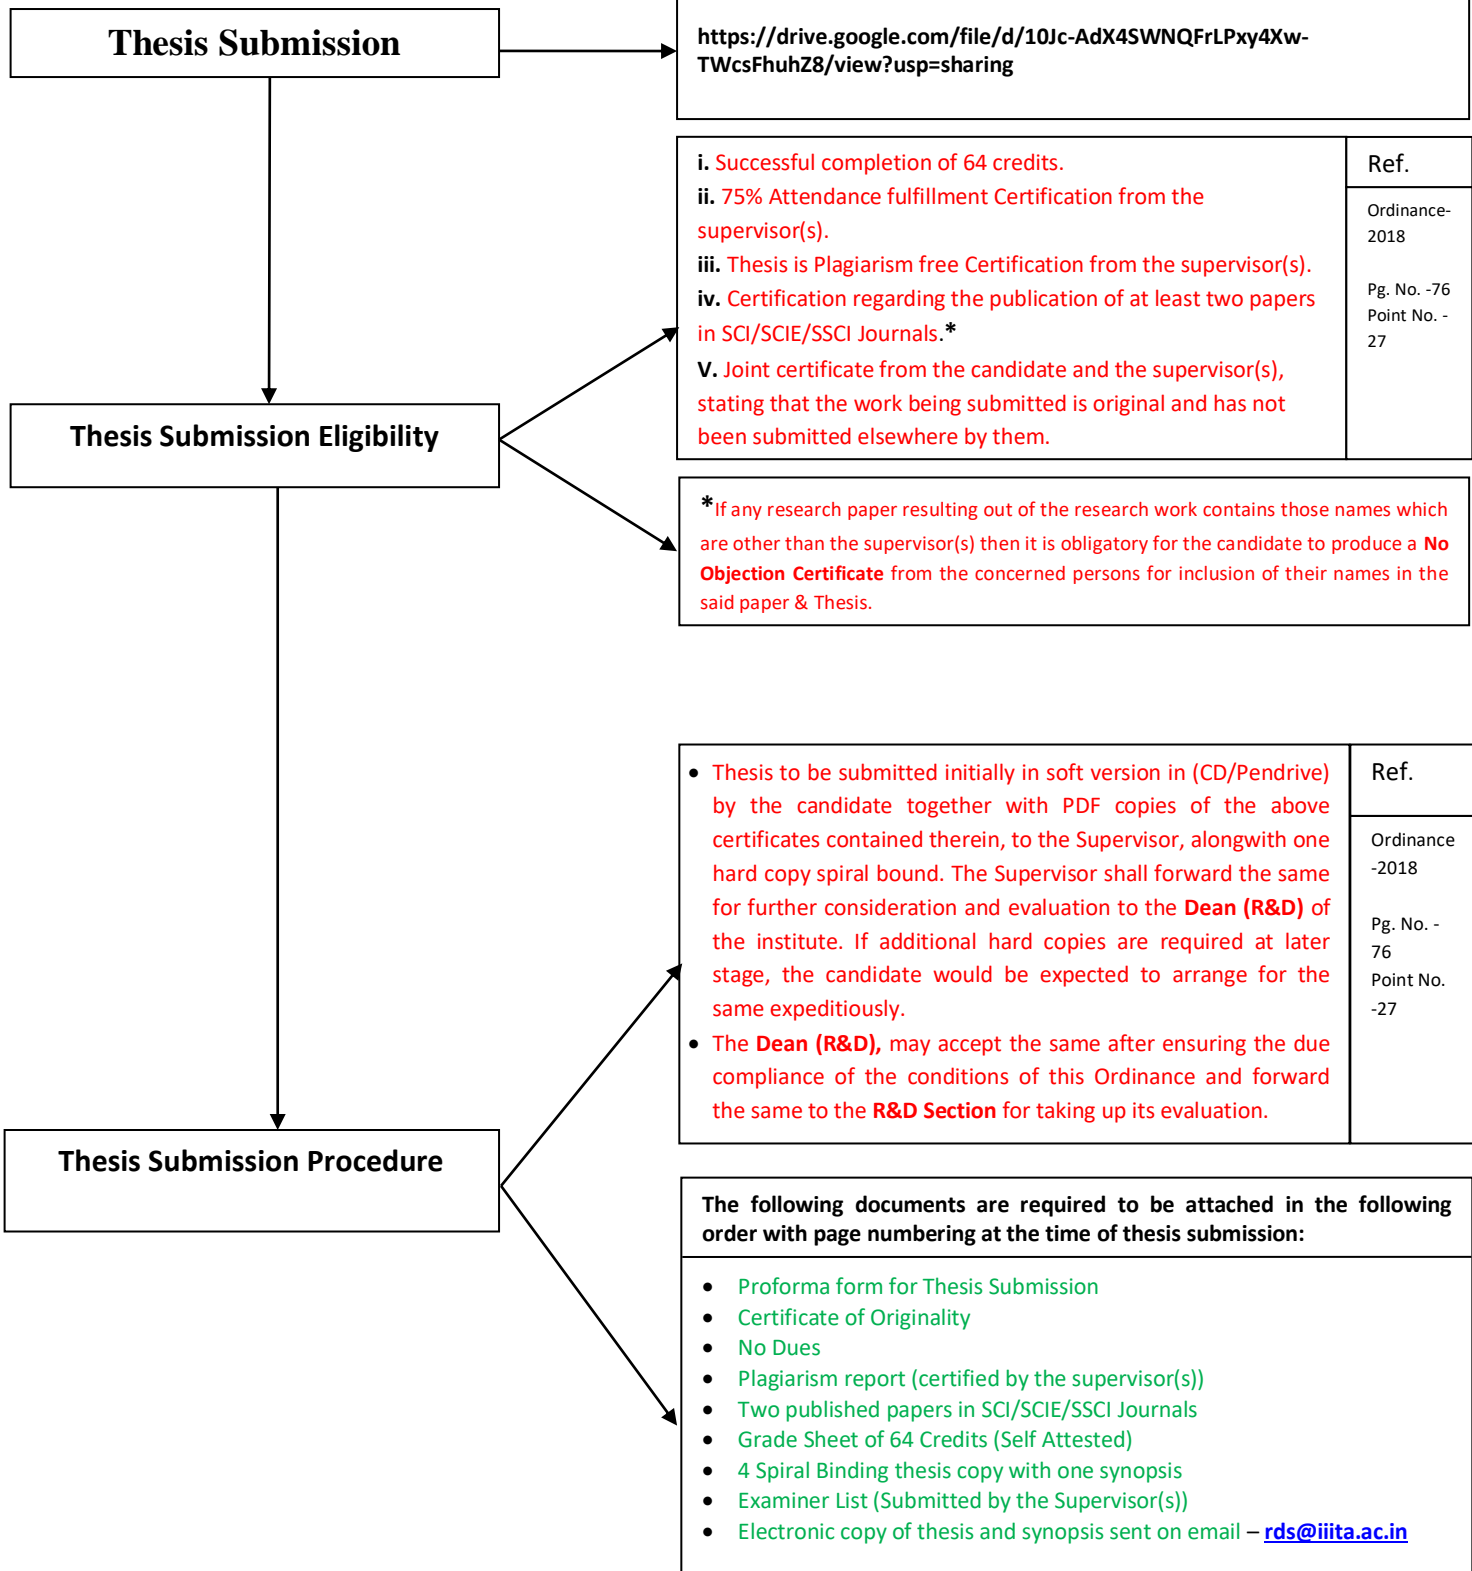 Thesis Submission
https://drive.google.com/file/d/10Jc-AdX4SWNQFrLPxy4Xw-
TWcsFhuhZ8/view?usp=sharing
i. Successful completion of 64 credits.
ii. 75% Attendance fulfillment Certification from the
supervisor(s).
iii. Thesis is Plagiarism free Certification from the supervisor(s).
iv. Certification regarding the publication of at least two papers
in SCI/SCIE/SSCI Journals.*
V. Joint certificate from the candidate and the supervisor(s),
stating that the work being submitted is original and has not
been submitted elsewhere by them.
Ref.
Ordinance-
2018
Pg. No. -76
Point No. -
27
Thesis Submission Eligibility
*If any research paper resulting out of the research work contains those names which
are other than the supervisor(s) then it is obligatory for the candidate to produce a No
Objection Certificate from the concerned persons for inclusion of their names in the
said paper & Thesis.
• Thesis to be submitted initially in soft version in (CD/Pendrive)
by the candidate together with PDF copies of the above
certificates contained therein, to the Supervisor, alongwith one
hard copy spiral bound. The Supervisor shall forward the same
for further consideration and evaluation to the Dean (R&D) of
the institute. If additional hard copies are required at later
stage, the candidate would be expected to arrange for the
same expeditiously.
• The Dean (R&D), may accept the same after ensuring the due
compliance of the conditions of this Ordinance and forward
the same to the R&D Section for taking up its evaluation.
Ref.
Ordinance
-2018
Pg. No. -
76
Point No.
-27
Thesis Submission Procedure
The following documents are required to be attached in the following
order with page numbering at the time of thesis submission:
• Proforma form for Thesis Submission
• Certificate of Originality
• No Dues
• Plagiarism report (certified by the supervisor(s))
• Two published papers in SCI/SCIE/SSCI Journals
• Grade Sheet of 64 Credits (Self Attested)
• 4 Spiral Binding thesis copy with one synopsis
• Examiner List (Submitted by the Supervisor(s))
• Electronic copy of thesis and synopsis sent on email – rds@iiita.ac.in